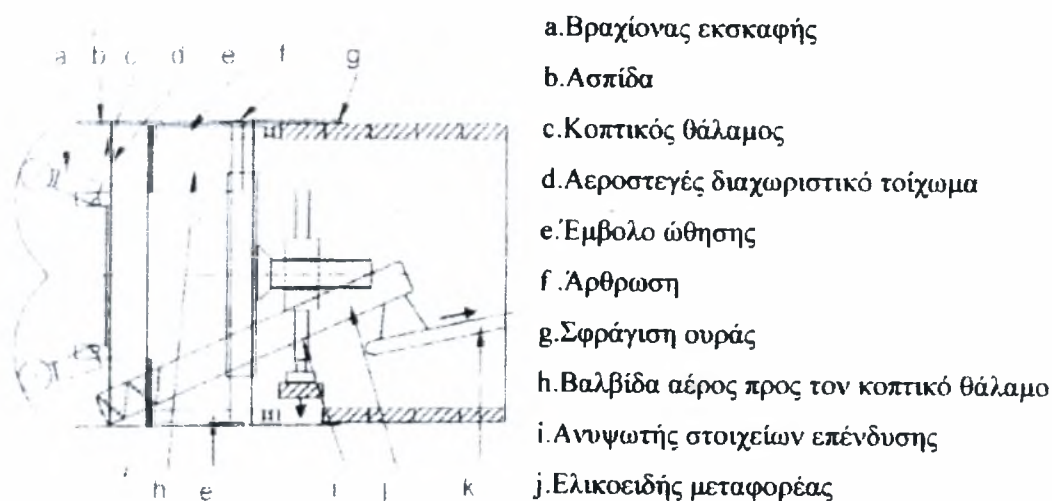 a.Βραχίονας εκσκαφής
b.Ασπίδα
c.Κοπτικός θάλαμος
d.Αεροστεγές διαχωριστικό τοίχωμα
e.Έμβολο ώθησης
f.Άρθρωση
g.Σφράγιση ουράς
h.Βαλβίδα αέρος προς τον κοπτικό θάλαμο
i.Ανυψωτής στοιχείων επένδυσης
j.Ελικοειδής μεταφορέας
a b c d e f g
h e i j k